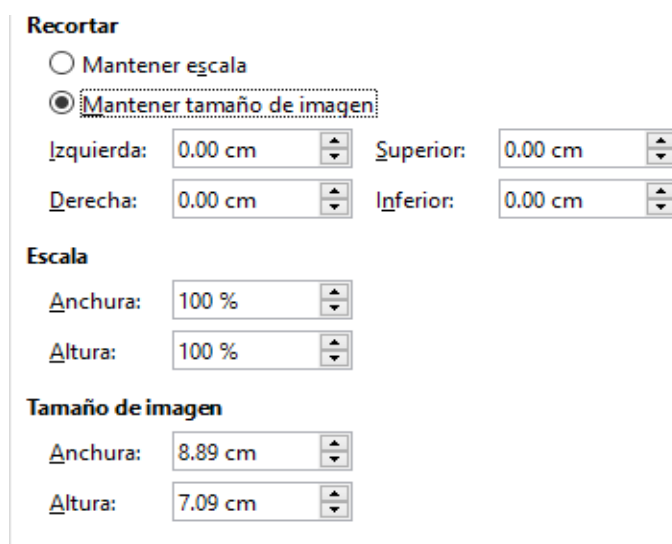 Recortar
Mantener escala
Mantener tamaño de imagen
Izquierda: 0.00 cm Superior: 0.00 cm
Derecha: 0.00 cm Inferior: 0.00 cm
Escala
Anchura: 100 %
Altura: 100 %
Tamaño de imagen
Anchura: 8.89 cm
Altura: 7.09 cm